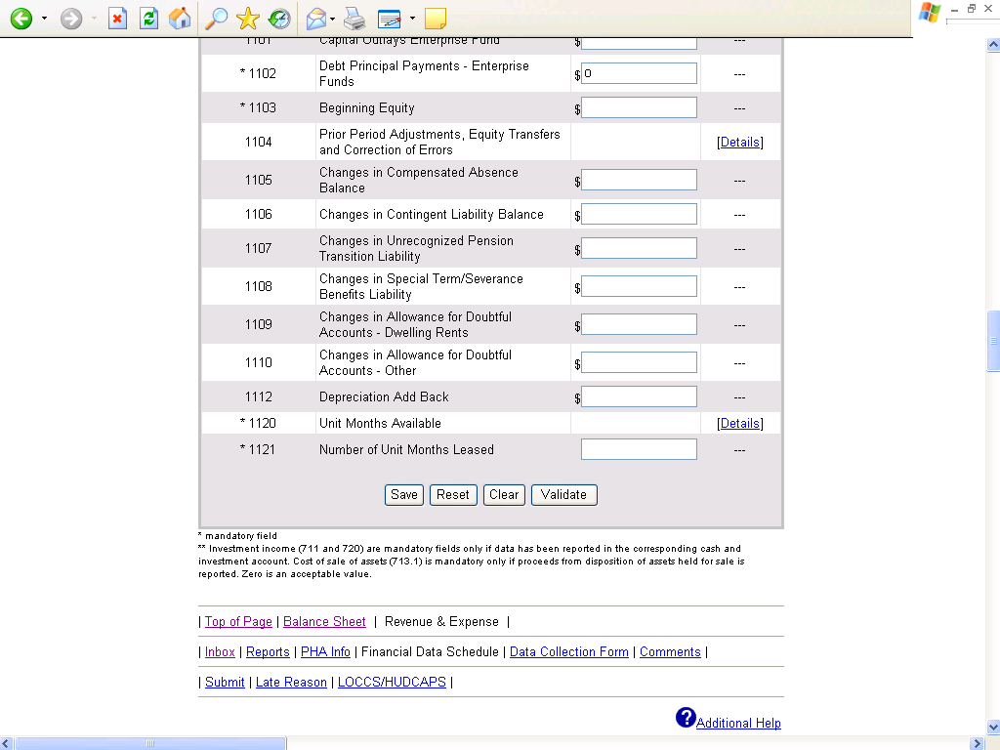 1101 Capital Outlays Enterprise Fund $ ---
* 1102 Debt Principal Payments - Enterprise
Funds $ 0 ---
* 1103 Beginning Equity $ ---
1104 Prior Period Adjustments, Equity Transfers
and Correction of Errors [Details]
1105 Changes in Compensated Absence
Balance $ ---
1106 Changes in Contingent Liability Balance $ ---
1107 Changes in Unrecognized Pension
Transition Liability $ ---
1108 Changes in Special Term/Severance
Benefits Liability $ ---
1109 Changes in Allowance for Doubtful
Accounts - Dwelling Rents $ ---
1110 Changes in Allowance for Doubtful
Accounts - Other $ ---
1112 Depreciation Add Back $ ---
* 1120 Unit Months Available [Details]
* 1121 Number of Unit Months Leased ---
Save Reset Clear Validate
* mandatory field
** Investment income (711 and 720) are mandatory fields only if data has been reported in the corresponding cash and
investment account. Cost of sale of assets (713.1) is mandatory only if proceeds from disposition of assets held for sale is
reported. Zero is an acceptable value.
| Top of Page | Balance Sheet | Revenue & Expense |
| Inbox | Reports | PHA Info | Financial Data Schedule | Data Collection Form | Comments |
| Submit | Late Reason | LOCCS/HUDCAPS |
? Additional Help